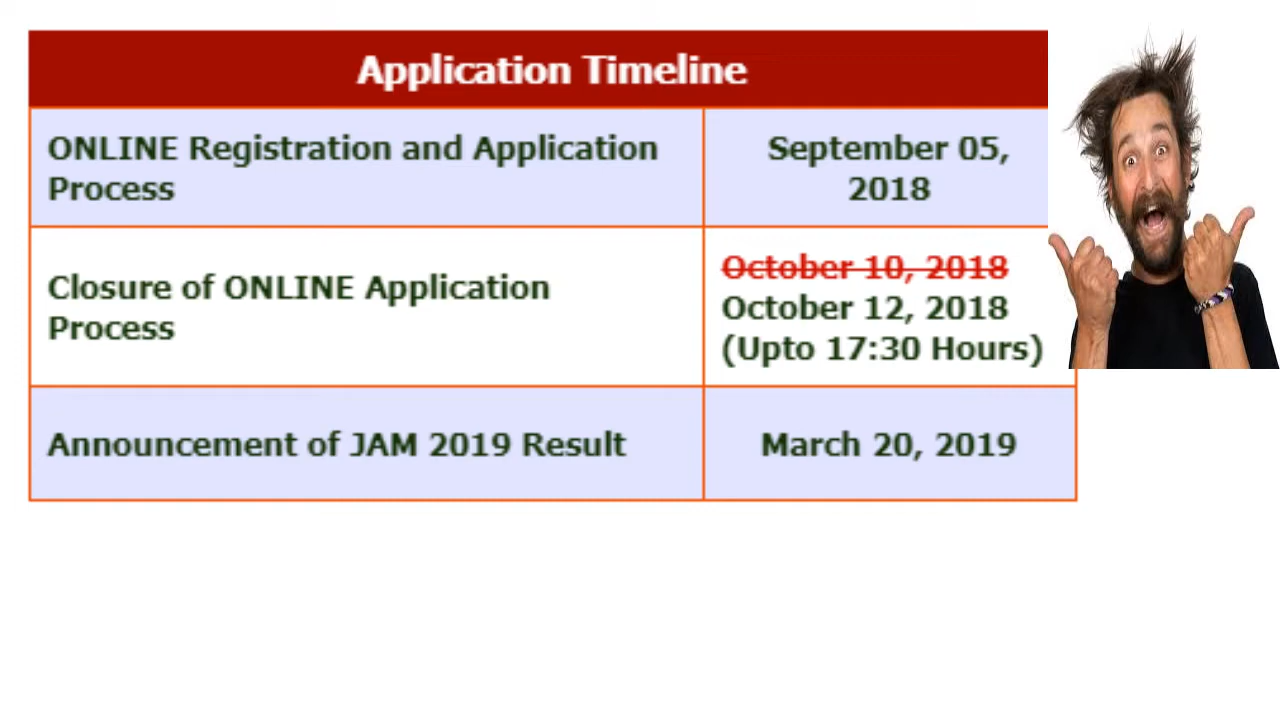 Application Timeline
ONLINE Registration and Application
Process
September 05,
2018
Closure of ONLINE Application
Process
October 10, 2018
October 12, 2018
(Upto 17:30 Hours)
Announcement of JAM 2019 Result
March 20, 2019